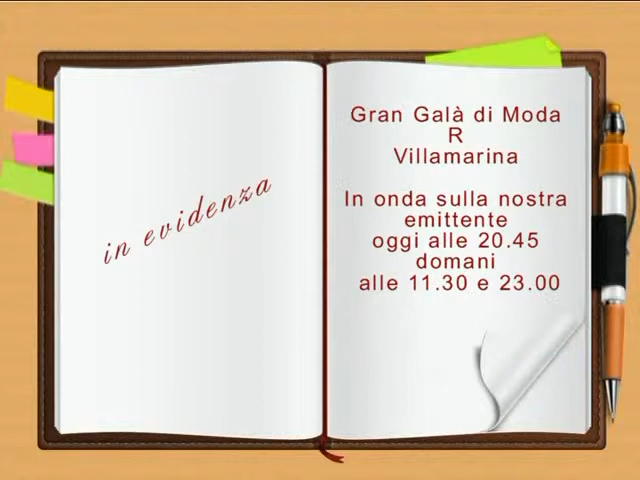 in evidenza
Gran Galà di Moda
R
Villamarina
In onda sulla nostra
emittente
oggi alle 20.45
domani
alle 11.30 e 23.00